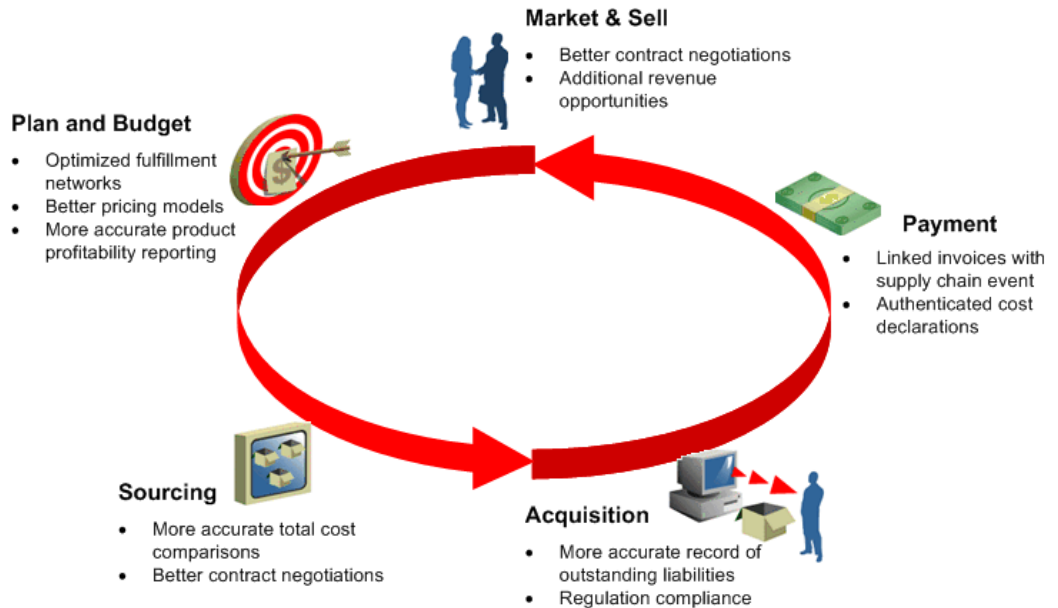 Market & Sell
• Better contract negotiations
• Additional revenue
opportunities
Plan and Budget
• Optimized fulfillment
networks
• Better pricing models
• More accurate product
profitability reporting
$
$
Payment
• Linked invoices with
supply chain event
• Authenticated cost
declarations
Sourcing
• More accurate total cost
comparisons
• Better contract negotiations
Acquisition
• More accurate record of
outstanding liabilities
• Regulation compliance